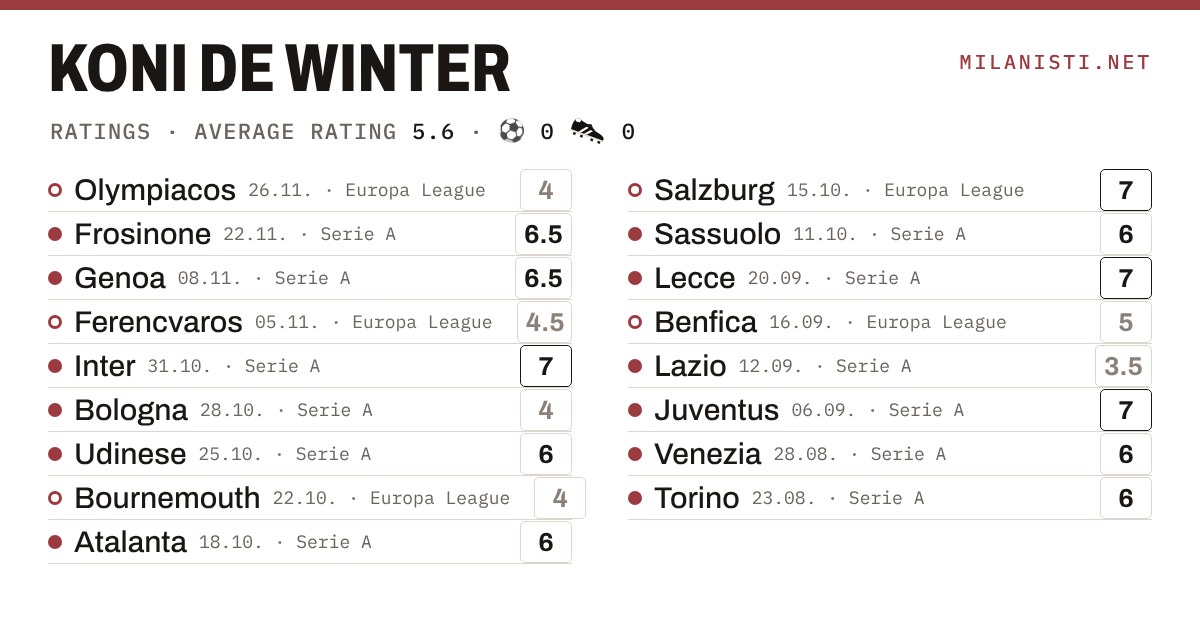 KONI DE WINTER
MILANISTI.NET
RATINGS · AVERAGE RATING 5.6 · ⚽ 0 👟 0
Olympiacos 26.11. · Europa League 4
Frosinone 22.11. · Serie A 6.5
Genoa 08.11. · Serie A 6.5
Ferencvaros 05.11. · Europa League 4.5
Inter 31.10. · Serie A 7
Bologna 28.10. · Serie A 4
Udinese 25.10. · Serie A 6
Bournemouth 22.10. · Europa League 4
Atalanta 18.10. · Serie A 6
Salzburg 15.10. · Europa League 7
Sassuolo 11.10. · Serie A 6
Lecce 20.09. · Serie A 7
Benfica 16.09. · Europa League 5
Lazio 12.09. · Serie A 3.5
Juventus 06.09. · Serie A 7
Venezia 28.08. · Serie A 6
Torino 23.08. · Serie A 6